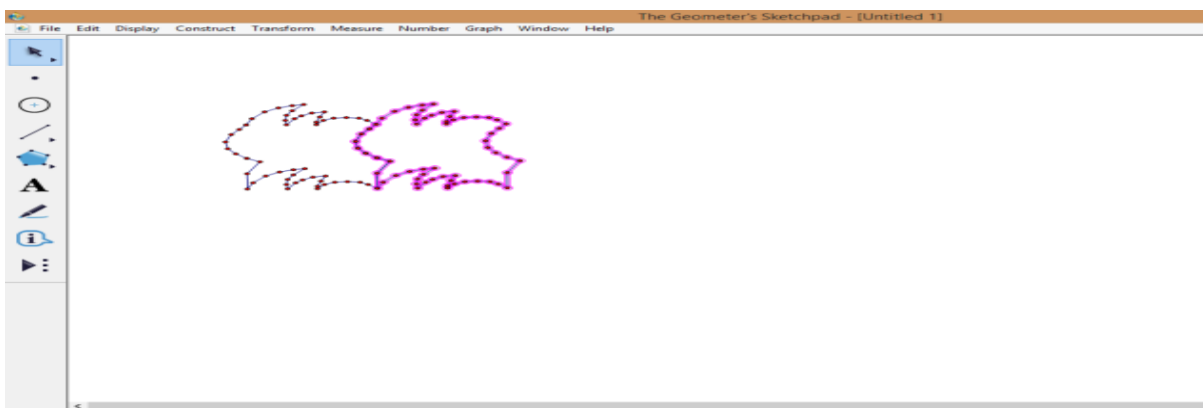 The Geometer's Sketchpad - [Untitled 1]
File Edit Display Construct Transform Measure Number Graph Window Help
A
i